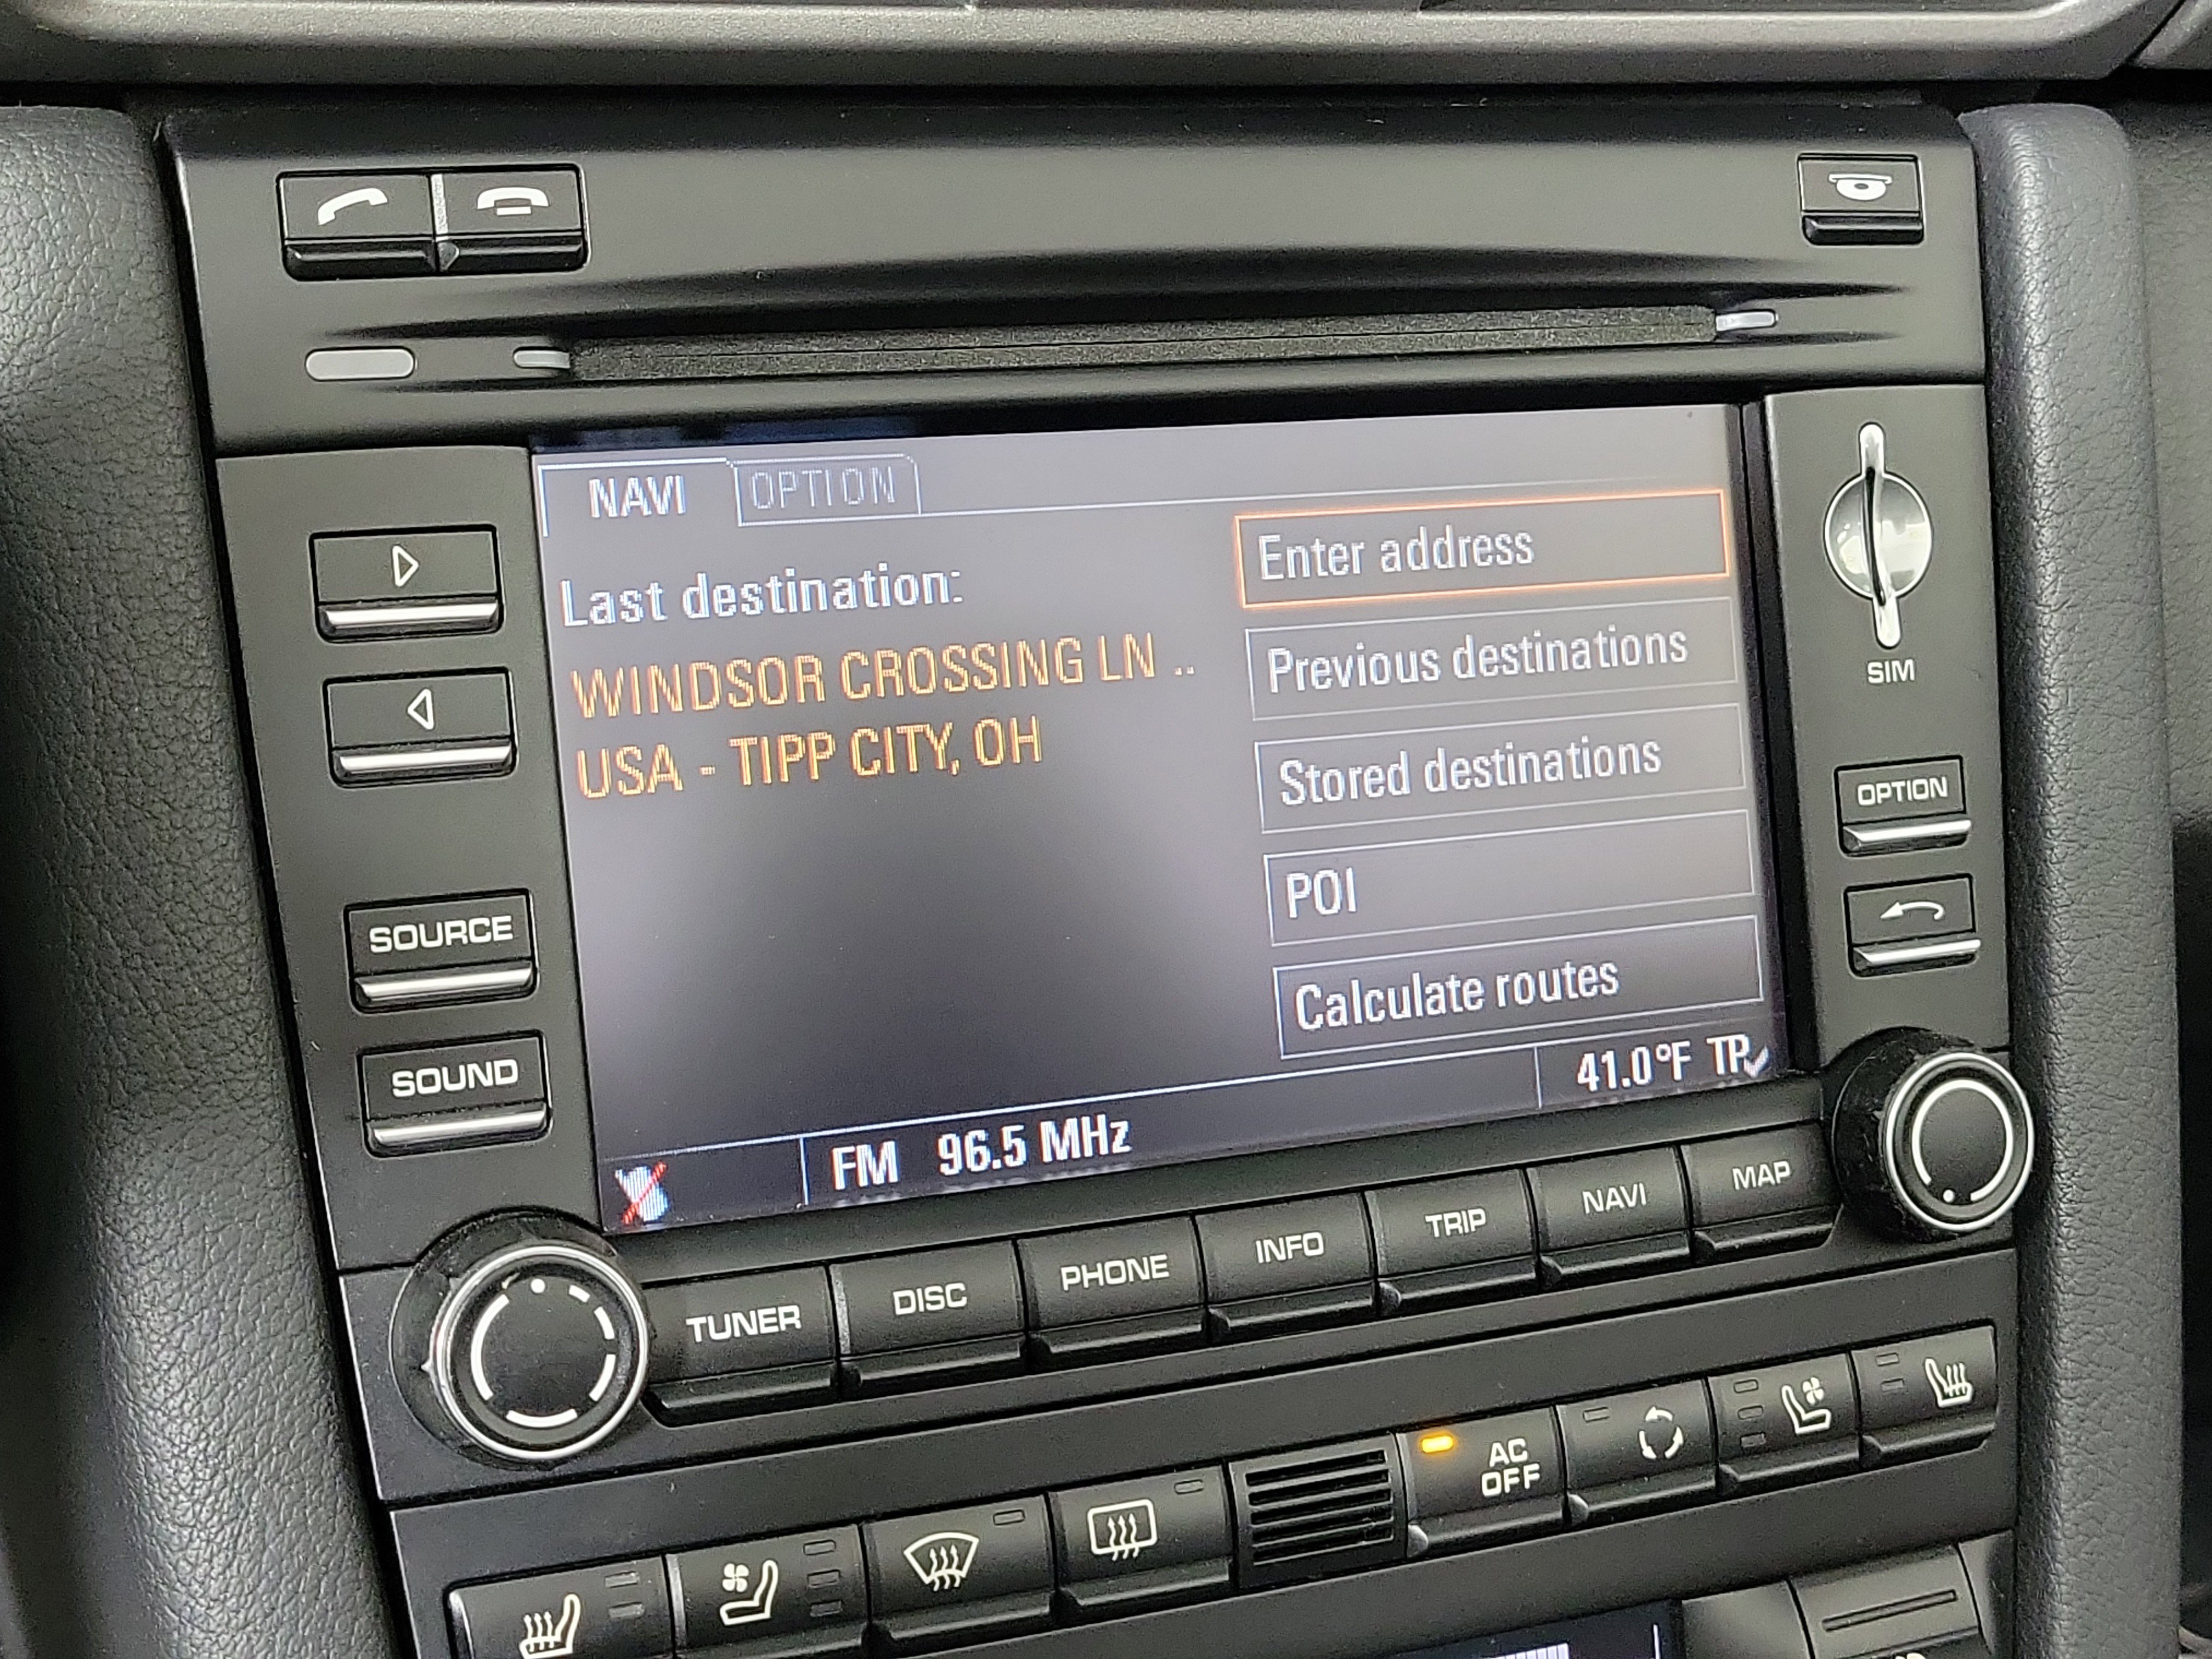 NAVI
OPTION
Last destination:
WINDSOR CROSSING LN ..
USA - TIPP CITY, OH
Enter address
Previous destinations
Stored destinations
POI
Calculate routes
FM 96.5 MHz
41.0°F TP
SIM
OPTION
SOURCE
SOUND
TUNER
DISC
PHONE
INFO
TRIP
NAVI
MAP
AC
OFF